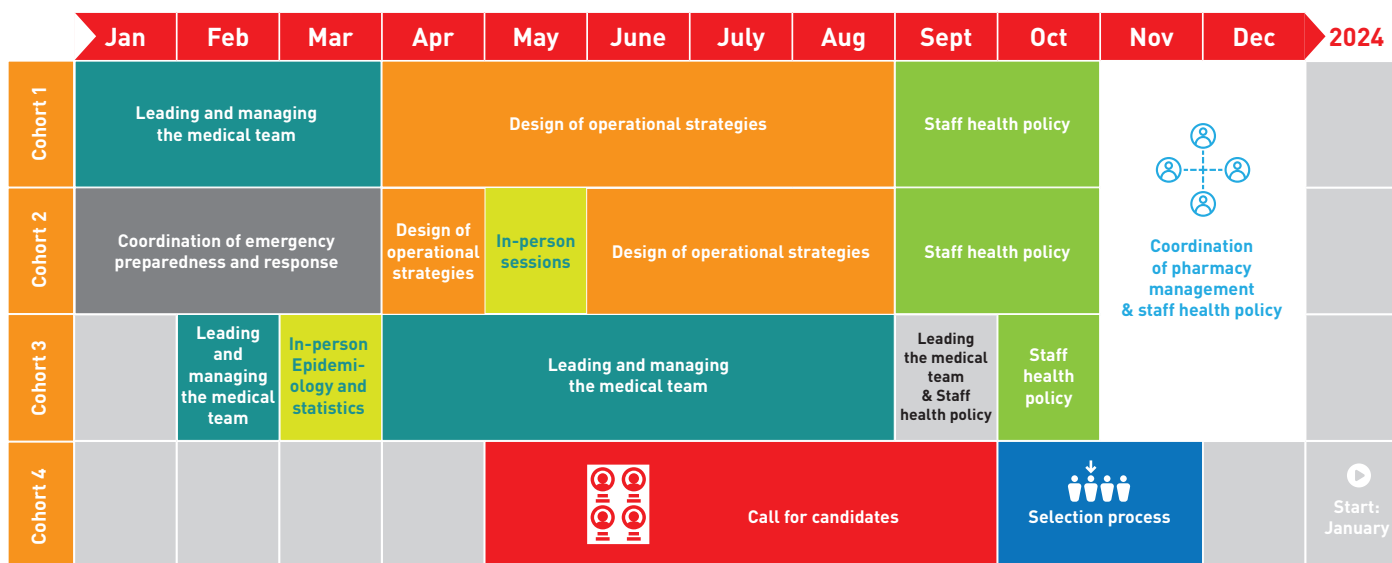 Jan Feb Mar Apr May June July Aug Sept Oct Nov Dec 2024
Cohort 1
Leading and managing
the medical team
Design of operational strategies
Staff health policy
Coordination
of pharmacy
management
& staff health policy
Cohort 2
Coordination of emergency
preparedness and response
Design of
operational
strategies
In-person
sessions
Design of operational strategies
Staff health policy
Cohort 3
Leading
and
managing
the medical
team
In-person
Epidemi-
ology and
statistics
Leading and managing
the medical team
Leading
the medical
team
& Staff
health policy
Staff
health
policy
Cohort 4
Call for candidates
Selection process
Start:
January